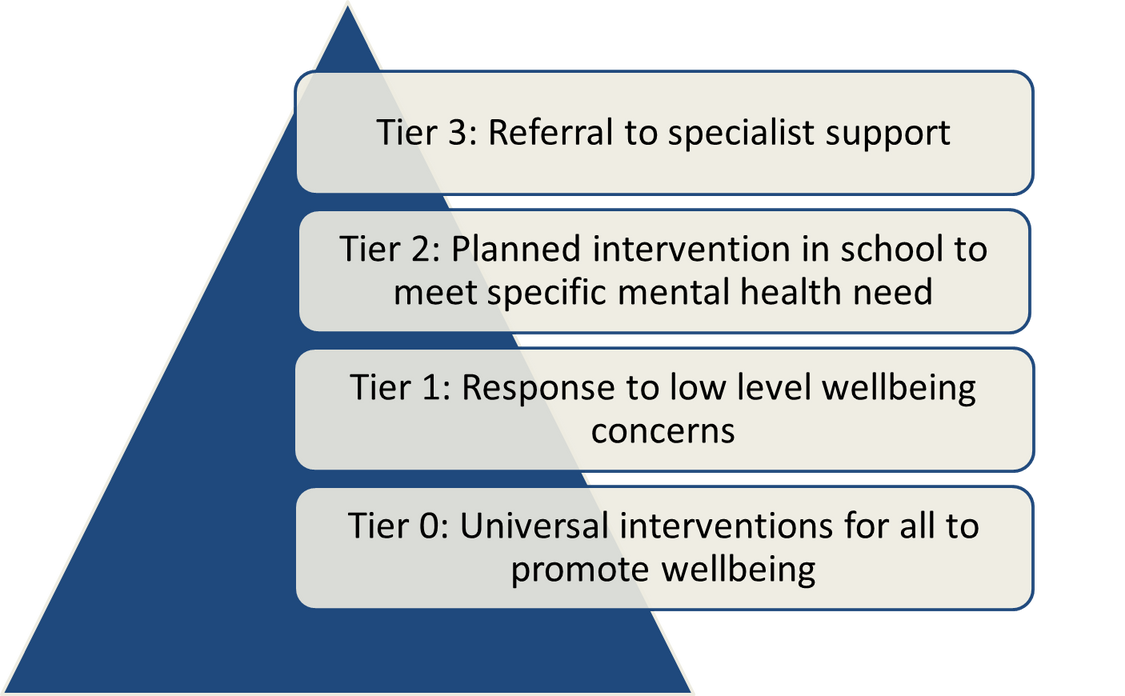 Tier 3: Referral to specialist support
Tier 2: Planned intervention in school to
meet specific mental health need
Tier 1: Response to low level wellbeing
concerns
Tier 0: Universal interventions for all to
promote wellbeing